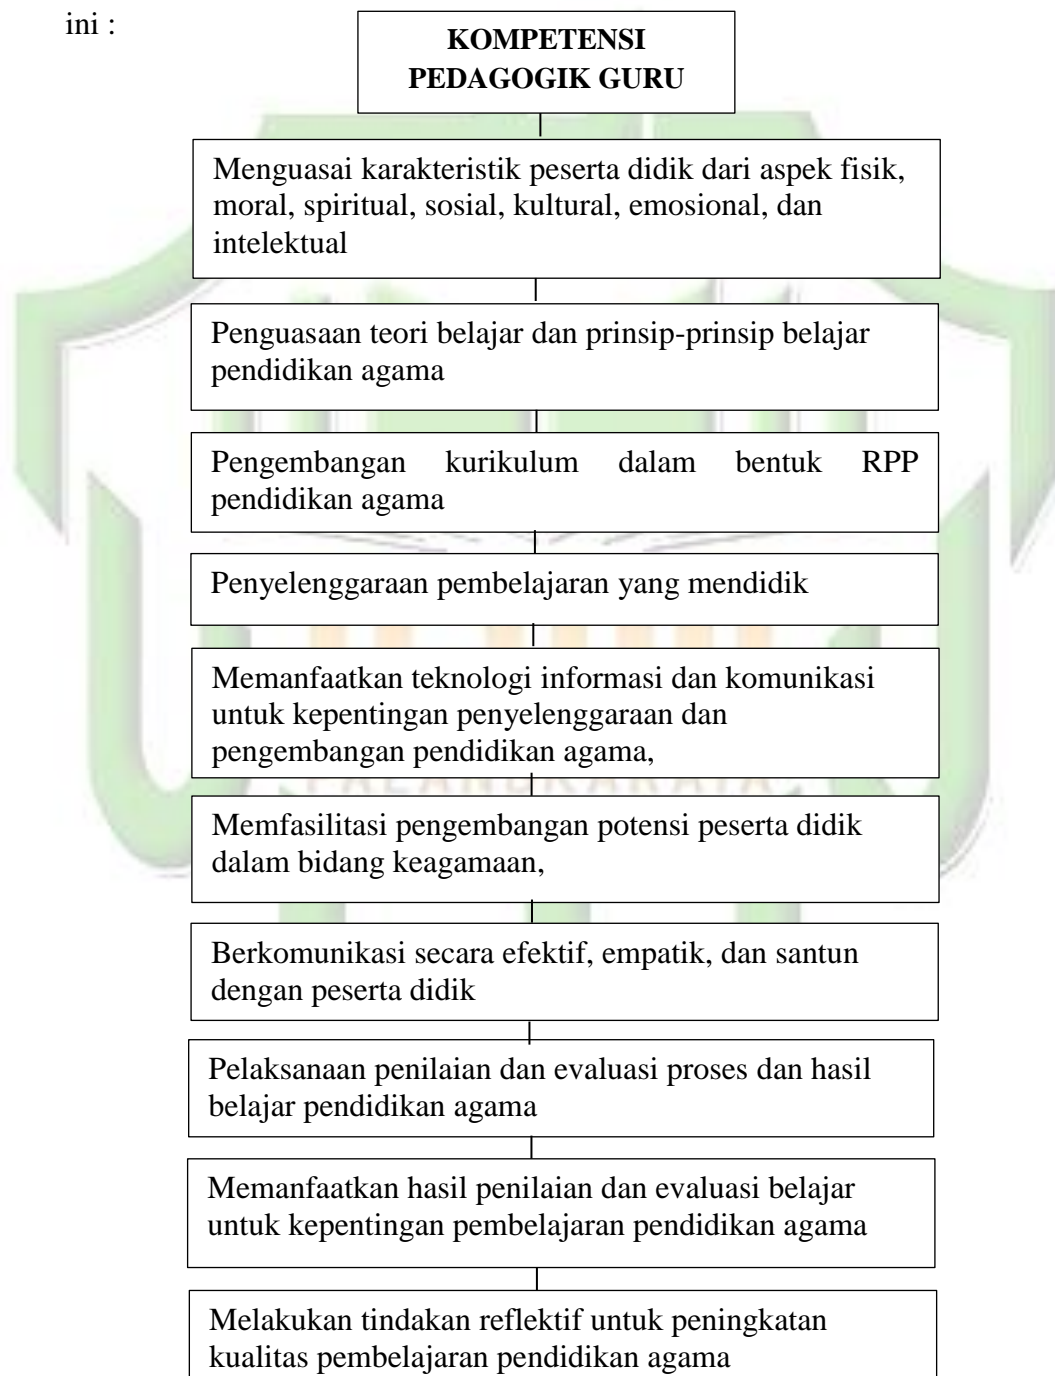 ini :
KOMPETENSI
PEDAGOGIK GURU
Menguasai karakteristik peserta didik dari aspek fisik,
moral, spiritual, sosial, kultural, emosional, dan
intelektual
Penguasaan teori belajar dan prinsip-prinsip belajar
pendidikan agama
Pengembangan kurikulum dalam bentuk RPP
pendidikan agama
Penyelenggaraan pembelajaran yang mendidik
Memanfaatkan teknologi informasi dan komunikasi
untuk kepentingan penyelenggaraan dan
pengembangan pendidikan agama,
PALANGKARAYA
Memfasilitasi pengembangan potensi peserta didik
dalam bidang keagamaan,
Berkomunikasi secara efektif, empatik, dan santun
dengan peserta didik
Pelaksanaan penilaian dan evaluasi proses dan hasil
belajar pendidikan agama
Memanfaatkan hasil penilaian dan evaluasi belajar
untuk kepentingan pembelajaran pendidikan agama
Melakukan tindakan reflektif untuk peningkatan
kualitas pembelajaran pendidikan agama